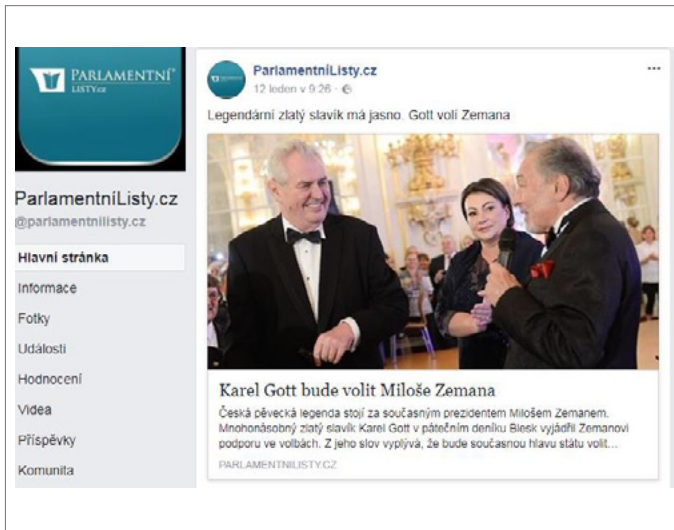 PARLAMENTNÍ
LISTY.cz
ParlamentníListy.cz
@parlamentnilisty.cz
Hlavní stránka
Informace
Fotky
Události
Hodnocení
Videa
Příspěvky
Komunita
ParlamentníListy.cz
12 leden v 9:26 ·
Legendární zlatý slavík má jasno. Gott volí Zemana
Karel Gott bude volit Miloše Zemana
Česká pěvecká legenda stojí za současným prezidentem Milošem Zemanem.
Mnohonásobný zlatý slavík Karel Gott v pátečním deníku Blesk vyjádřil Zemanovi
podporu ve volbách. Z jeho slov vyplývá, že bude současnou hlavu státu volit…
PARLAMENTNILISTY.CZ